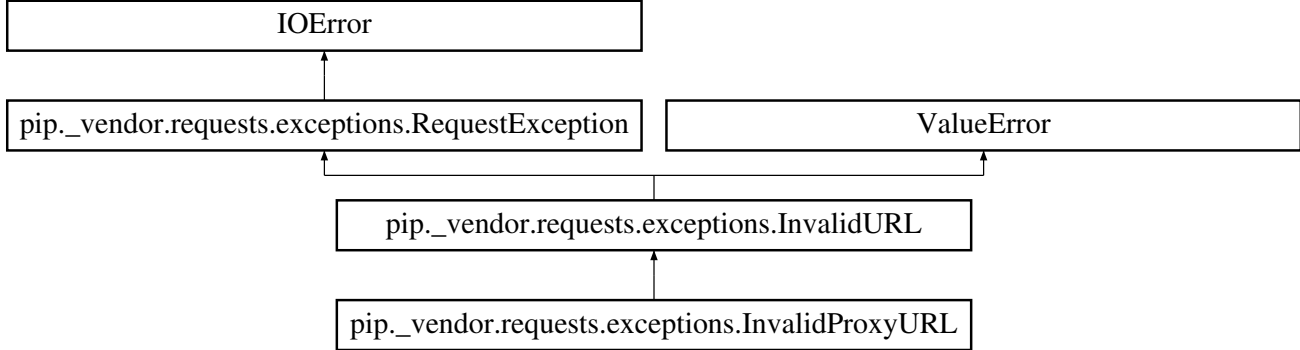 IOError
pip._vendor.requests.exceptions.RequestException
ValueError
pip._vendor.requests.exceptions.InvalidURL
pip._vendor.requests.exceptions.InvalidProxyURL